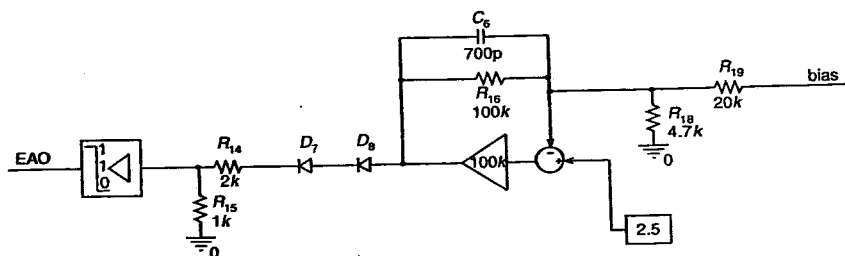 C6
700p
R16
100k
R19
20k
bias
R18
4.7k
0
EAO
1
1
0
R14
2k
D7
D8
100k
-
+
R15
1k
0
2.5